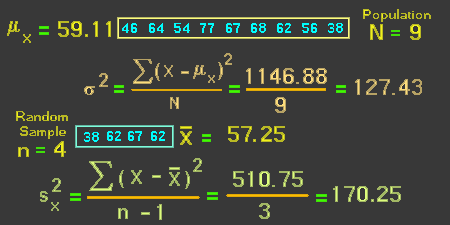 μx = 59.11 46 64 54 77 67 68 62 56 38 Population N = 9
σ² = ∑(x - μx)² / N = 1146.88 / 9 = 127.43
Random Sample n = 4 38 62 67 62 x̅ = 57.25
sx² = ∑(x - x̅)² / n - 1 = 510.75 / 3 = 170.25